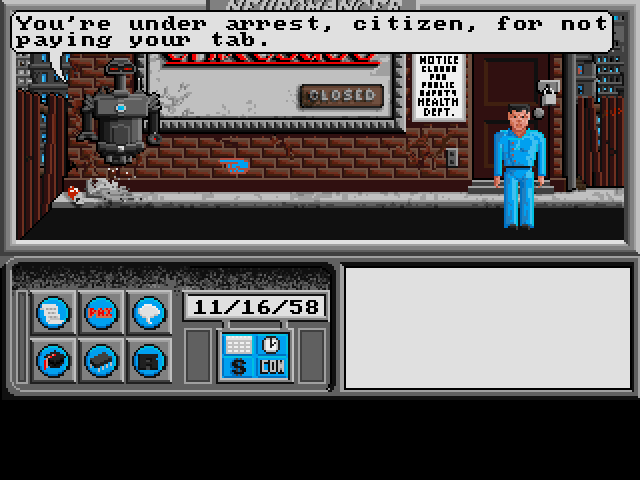 You're under arrest, citizen, for not
paying your tab.
CLOSED
NOTICE
CLOSED
FOR
PUBLIC
SAFETY
HEALTH
DEPT.
PAX
11/16/58
S
COM
R